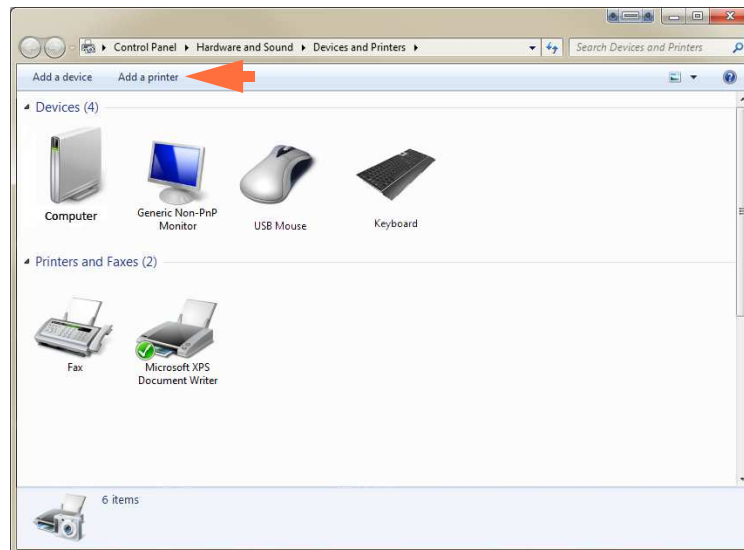 Control Panel Hardware and Sound Devices and Printers Search Devices and Printers
Add a device Add a printer
Devices (4)
Computer
Generic Non-PnP
Monitor
USB Mouse
Keyboard
Printers and Faxes (2)
Fax
Microsoft XPS
Document Writer
6 items